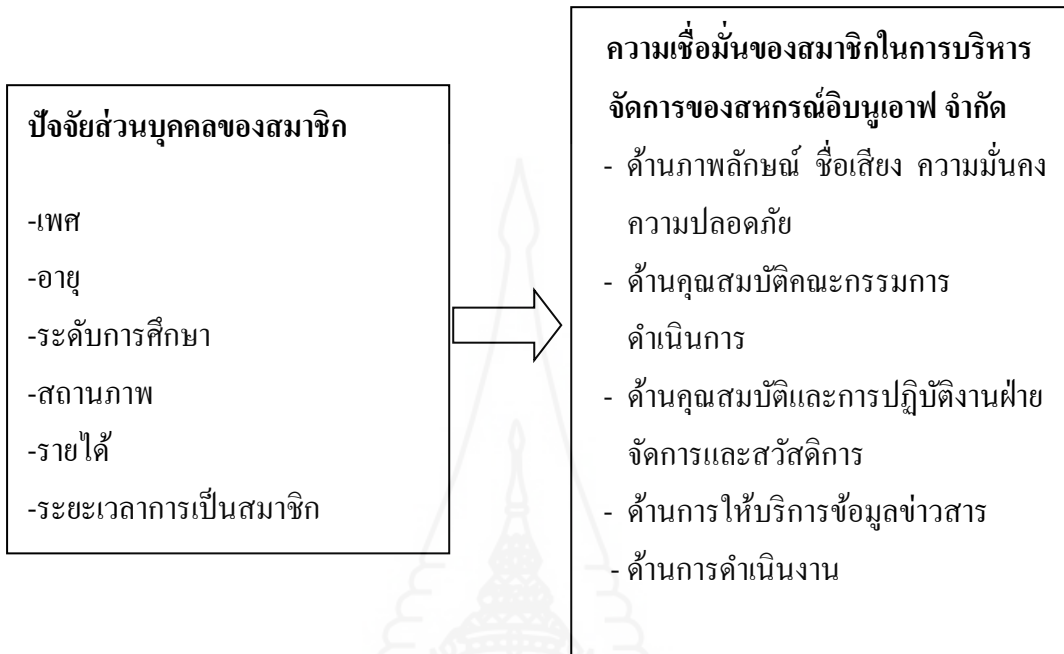 ปัจจัยส่วนบุคคลของสมาชิก
-เพศ
-อายุ
-ระดับการศึกษา
-สถานภาพ
-รายได้
-ระยะเวลาการเป็นสมาชิก
ความเชื่อมั่นของสมาชิกในการบริหาร
จัดการของสหกรณ์อิบนูเอาฟ จำกัด
- ด้านภาพลักษณ์ ชื่อเสียง ความมั่นคง
ความปลอดภัย
- ด้านคุณสมบัติคณะกรรมการ
ดำเนินการ
- ด้านคุณสมบัติและการปฏิบัติงานฝ่าย
จัดการและสวัสดิการ
- ด้านการให้บริการข้อมูลข่าวสาร
- ด้านการดำเนินงาน